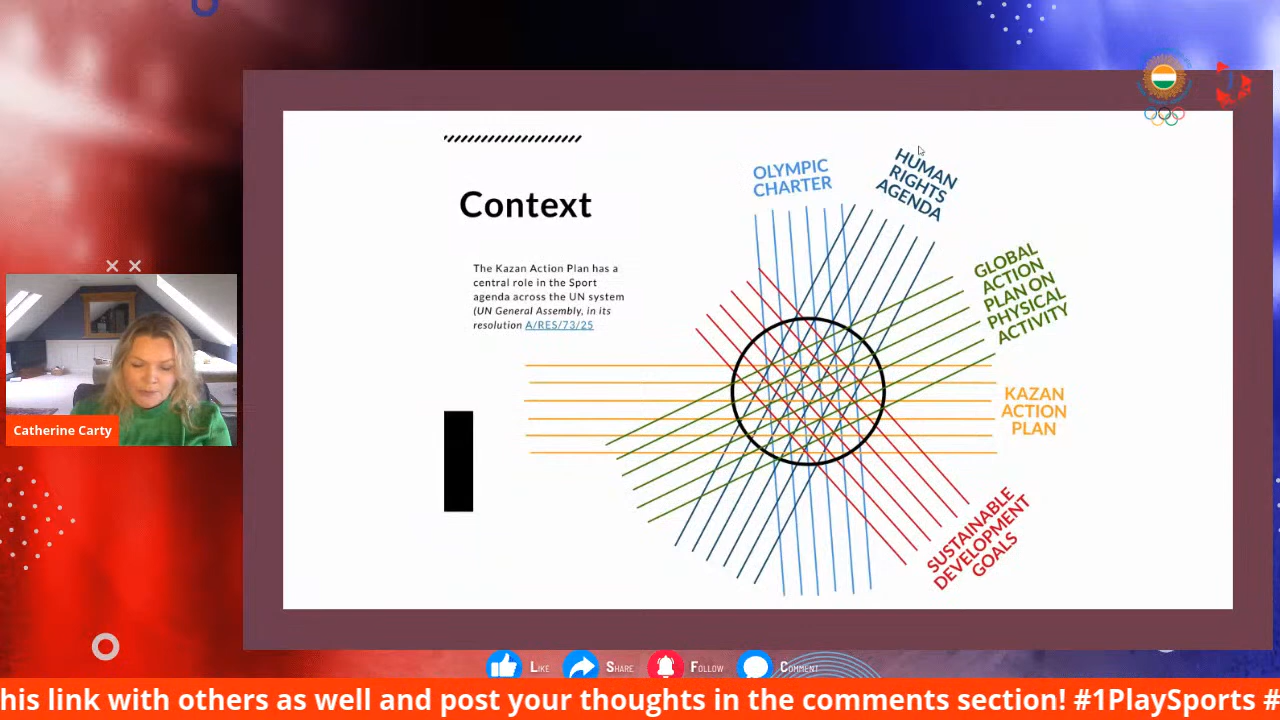 Context
The Kazan Action Plan has a
central role in the Sport
agenda across the UN system
(UN General Assembly, in its
resolution A/RES/73/25
OLYMPIC
CHARTER
HUMAN
RIGHTS
AGENDA
GLOBAL
ACTION
PLAN ON
PHYSICAL
ACTIVITY
KAZAN
ACTION
PLAN
SUSTAINABLE
DEVELOPMENT
GOALS
Catherine Carty
LIKE
SHARE
FOLLOW
COMMENT
his link with others as well and post your thoughts in the comments section! #1PlaySports #